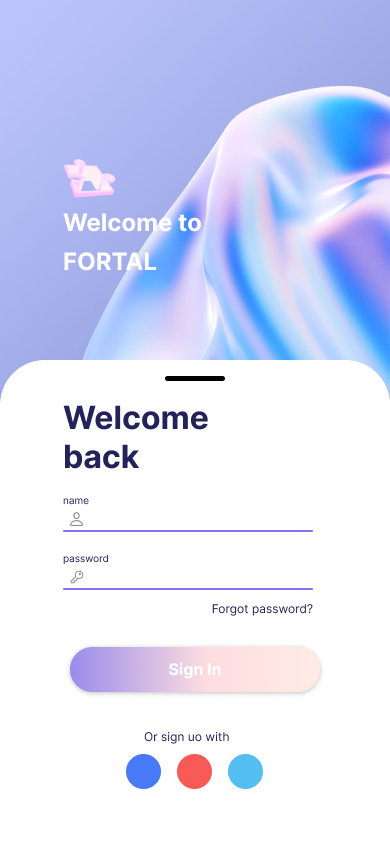 Welcome to
FORTAL
Welcome
back
name
password
Forgot password?
Sign In
Or sign uo with